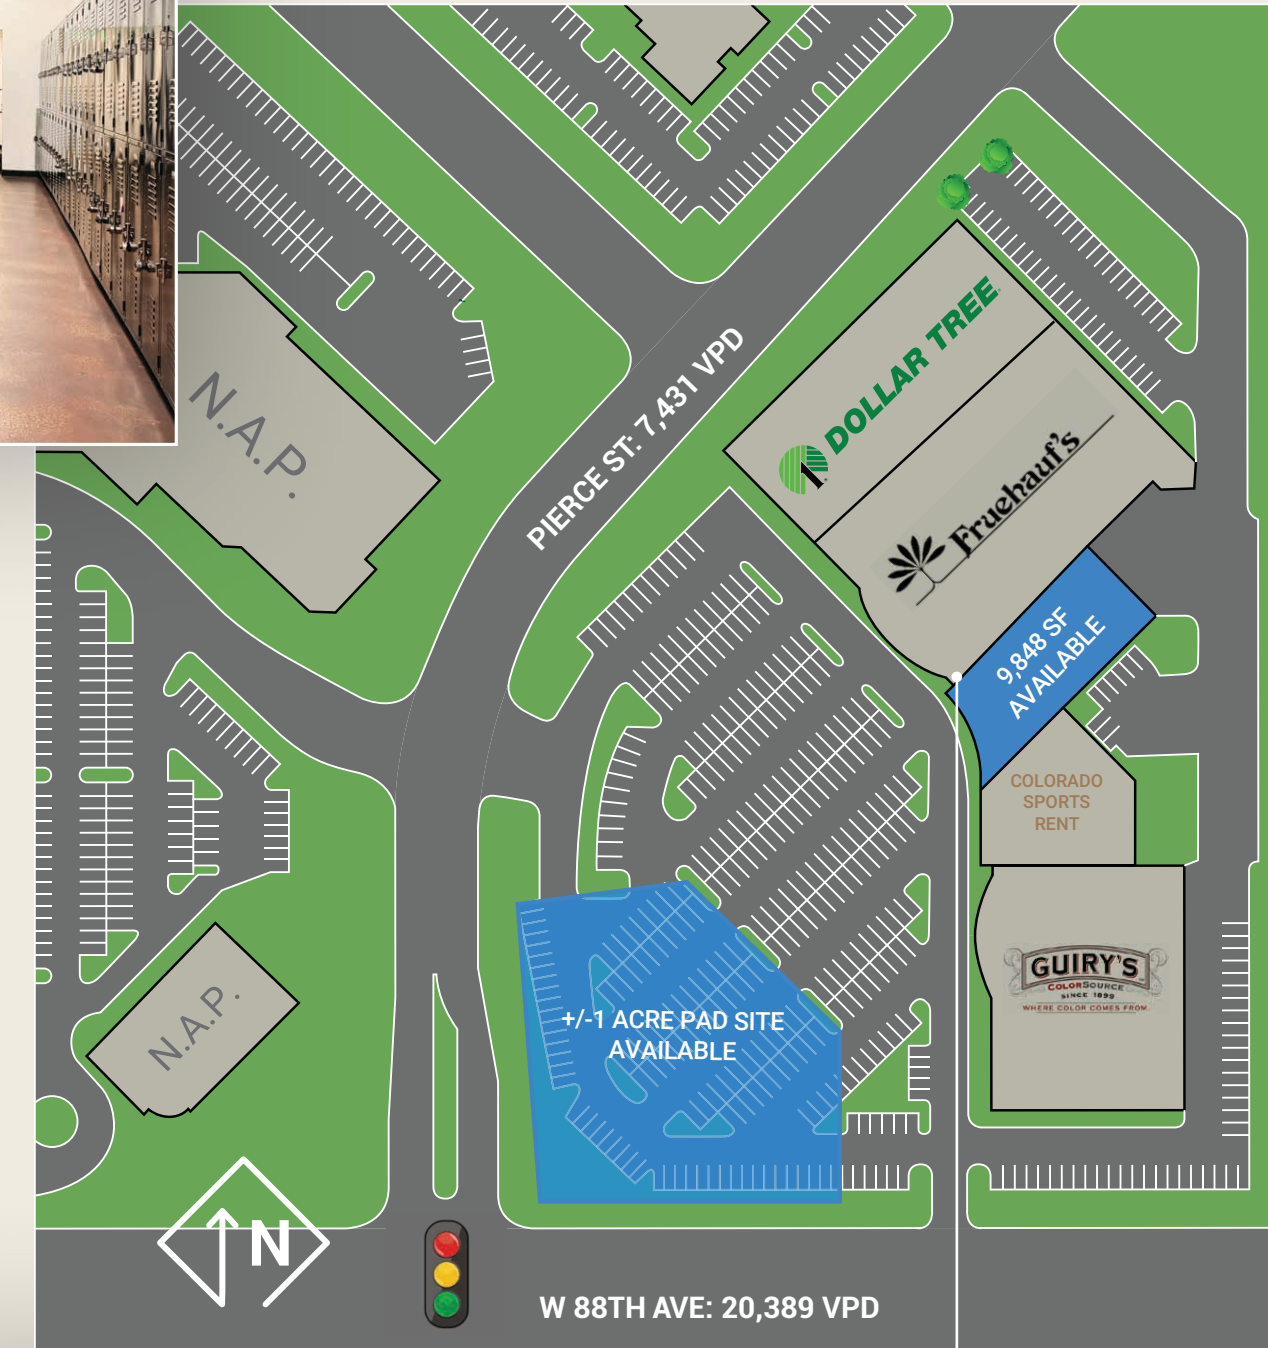 DOLLAR TREE
PIERCE ST: 7,431 VPD
N.A.P.
Fruehauf's
9,848 SF
AVAILABLE
COLORADO
SPORTS
RENT
GUIRY'S
COLORSOURCE
SINCE 1899
WHERE COLOR COMES FROM.
N.A.P.
+/-1 ACRE PAD SITE
AVAILABLE
N
W 88TH AVE: 20,389 VPD